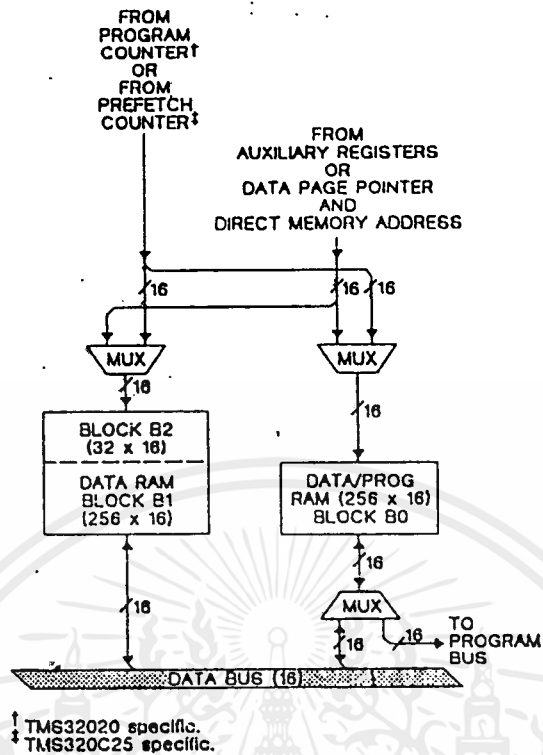 FROM
PROGRAM
COUNTER†
OR
FROM
PREFETCH
COUNTER‡
FROM
AUXILIARY REGISTERS
OR
DATA PAGE POINTER
AND
DIRECT MEMORY ADDRESS
16
16
16
MUX
MUX
16
16
BLOCK B2
(32 x 16)
DATA RAM
BLOCK B1
(256 x 16)
DATA/PROG
RAM (256 x 16)
BLOCK B0
16
16
MUX
16
16
TO
PROGRAM
BUS
DATA BUS (16)
† TMS32020 specific.
‡ TMS320C25 specific.